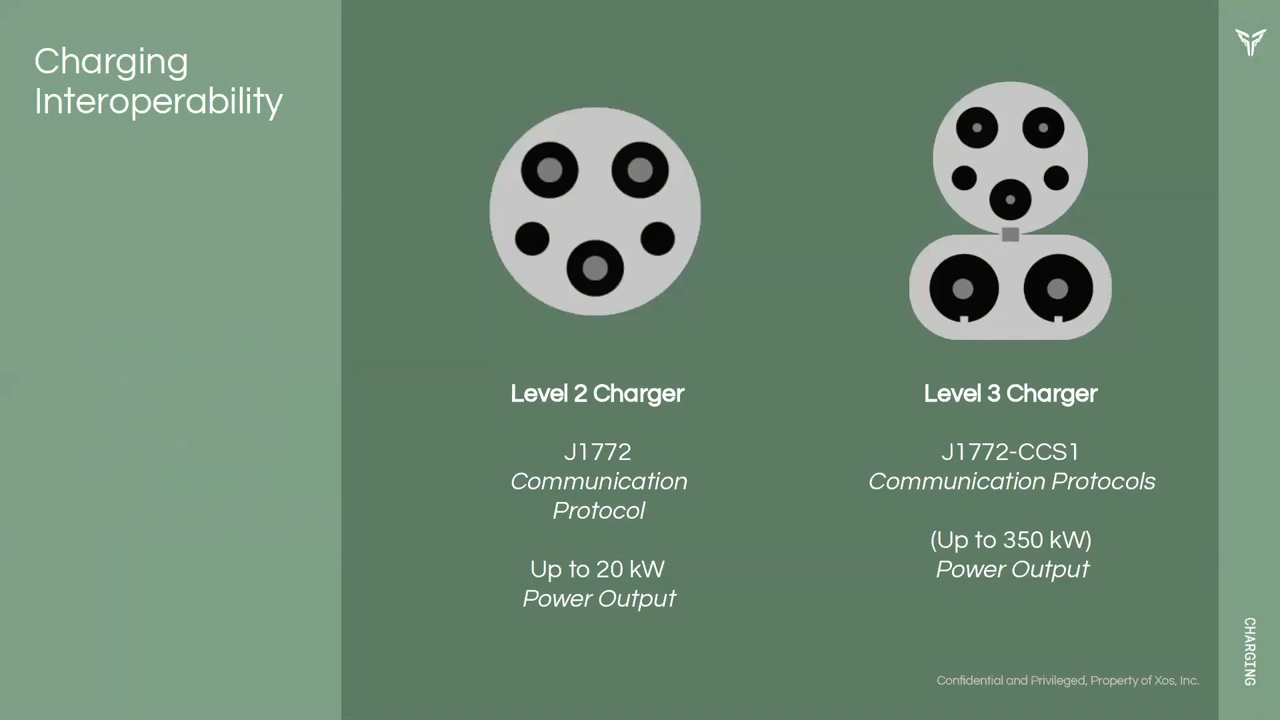 Charging
Interoperability
Level 2 Charger
J1772
Communication
Protocol
Up to 20 kW
Power Output
Level 3 Charger
J1772-CCS1
Communication Protocols
(Up to 350 kW)
Power Output
Confidential and Privileged, Property of Xos, Inc.
CHARGING